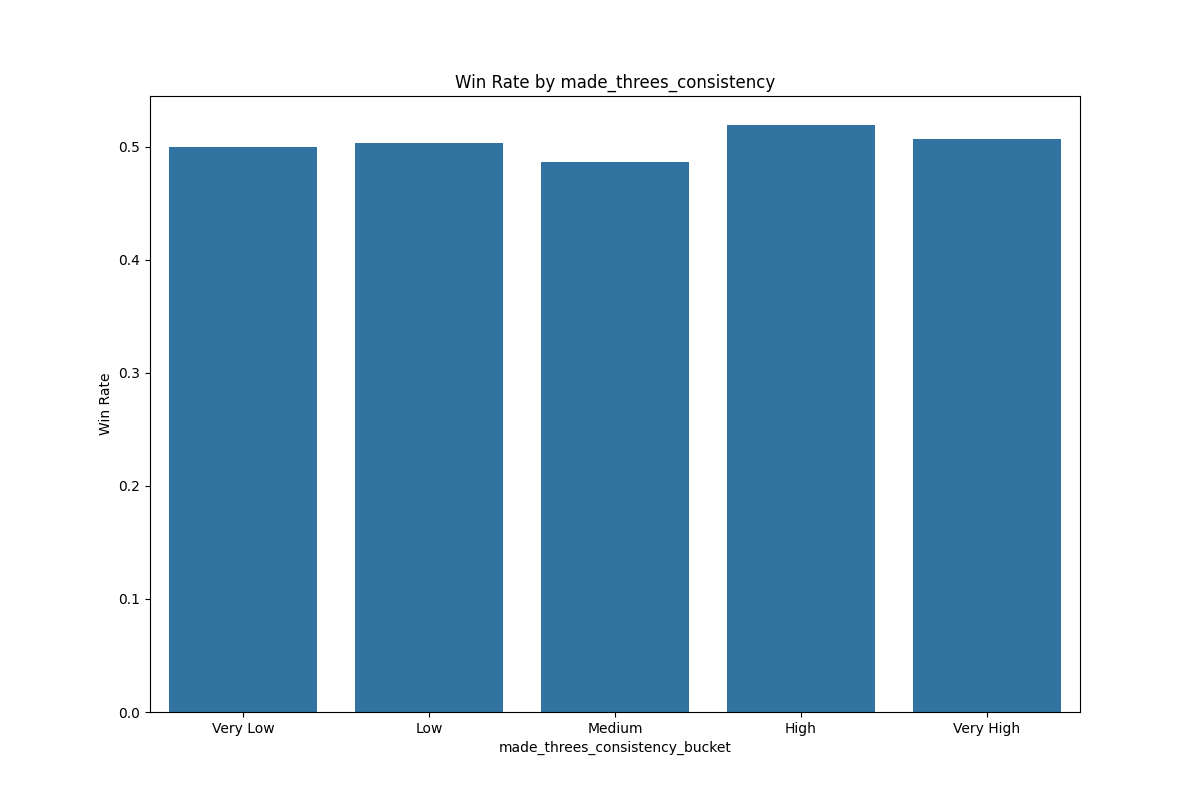 Win Rate by made_threes_consistency
0.5
0.4
0.3
0.2
0.1
0.0
Win Rate
Very Low
Low
Medium
High
Very High
made_threes_consistency_bucket